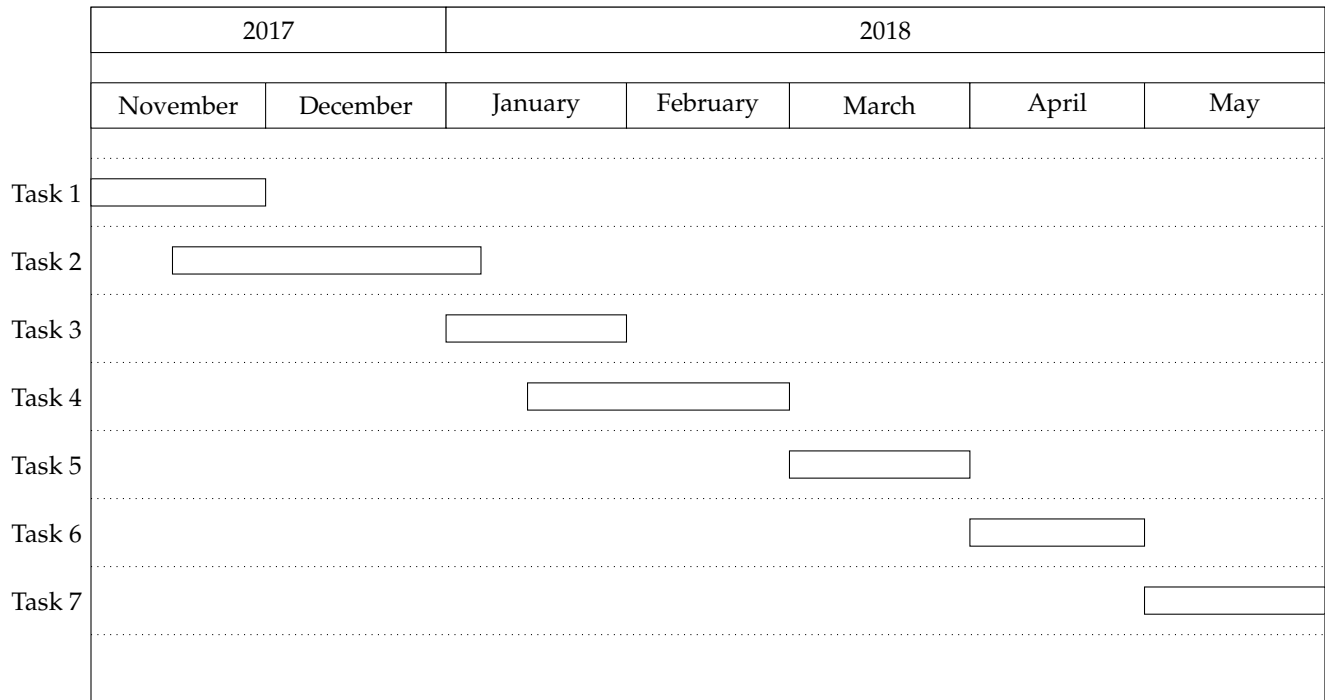 2017 2018
November December January February March April May
Task 1
Task 2
Task 3
Task 4
Task 5
Task 6
Task 7